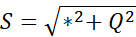 S = √(*² + Q²)